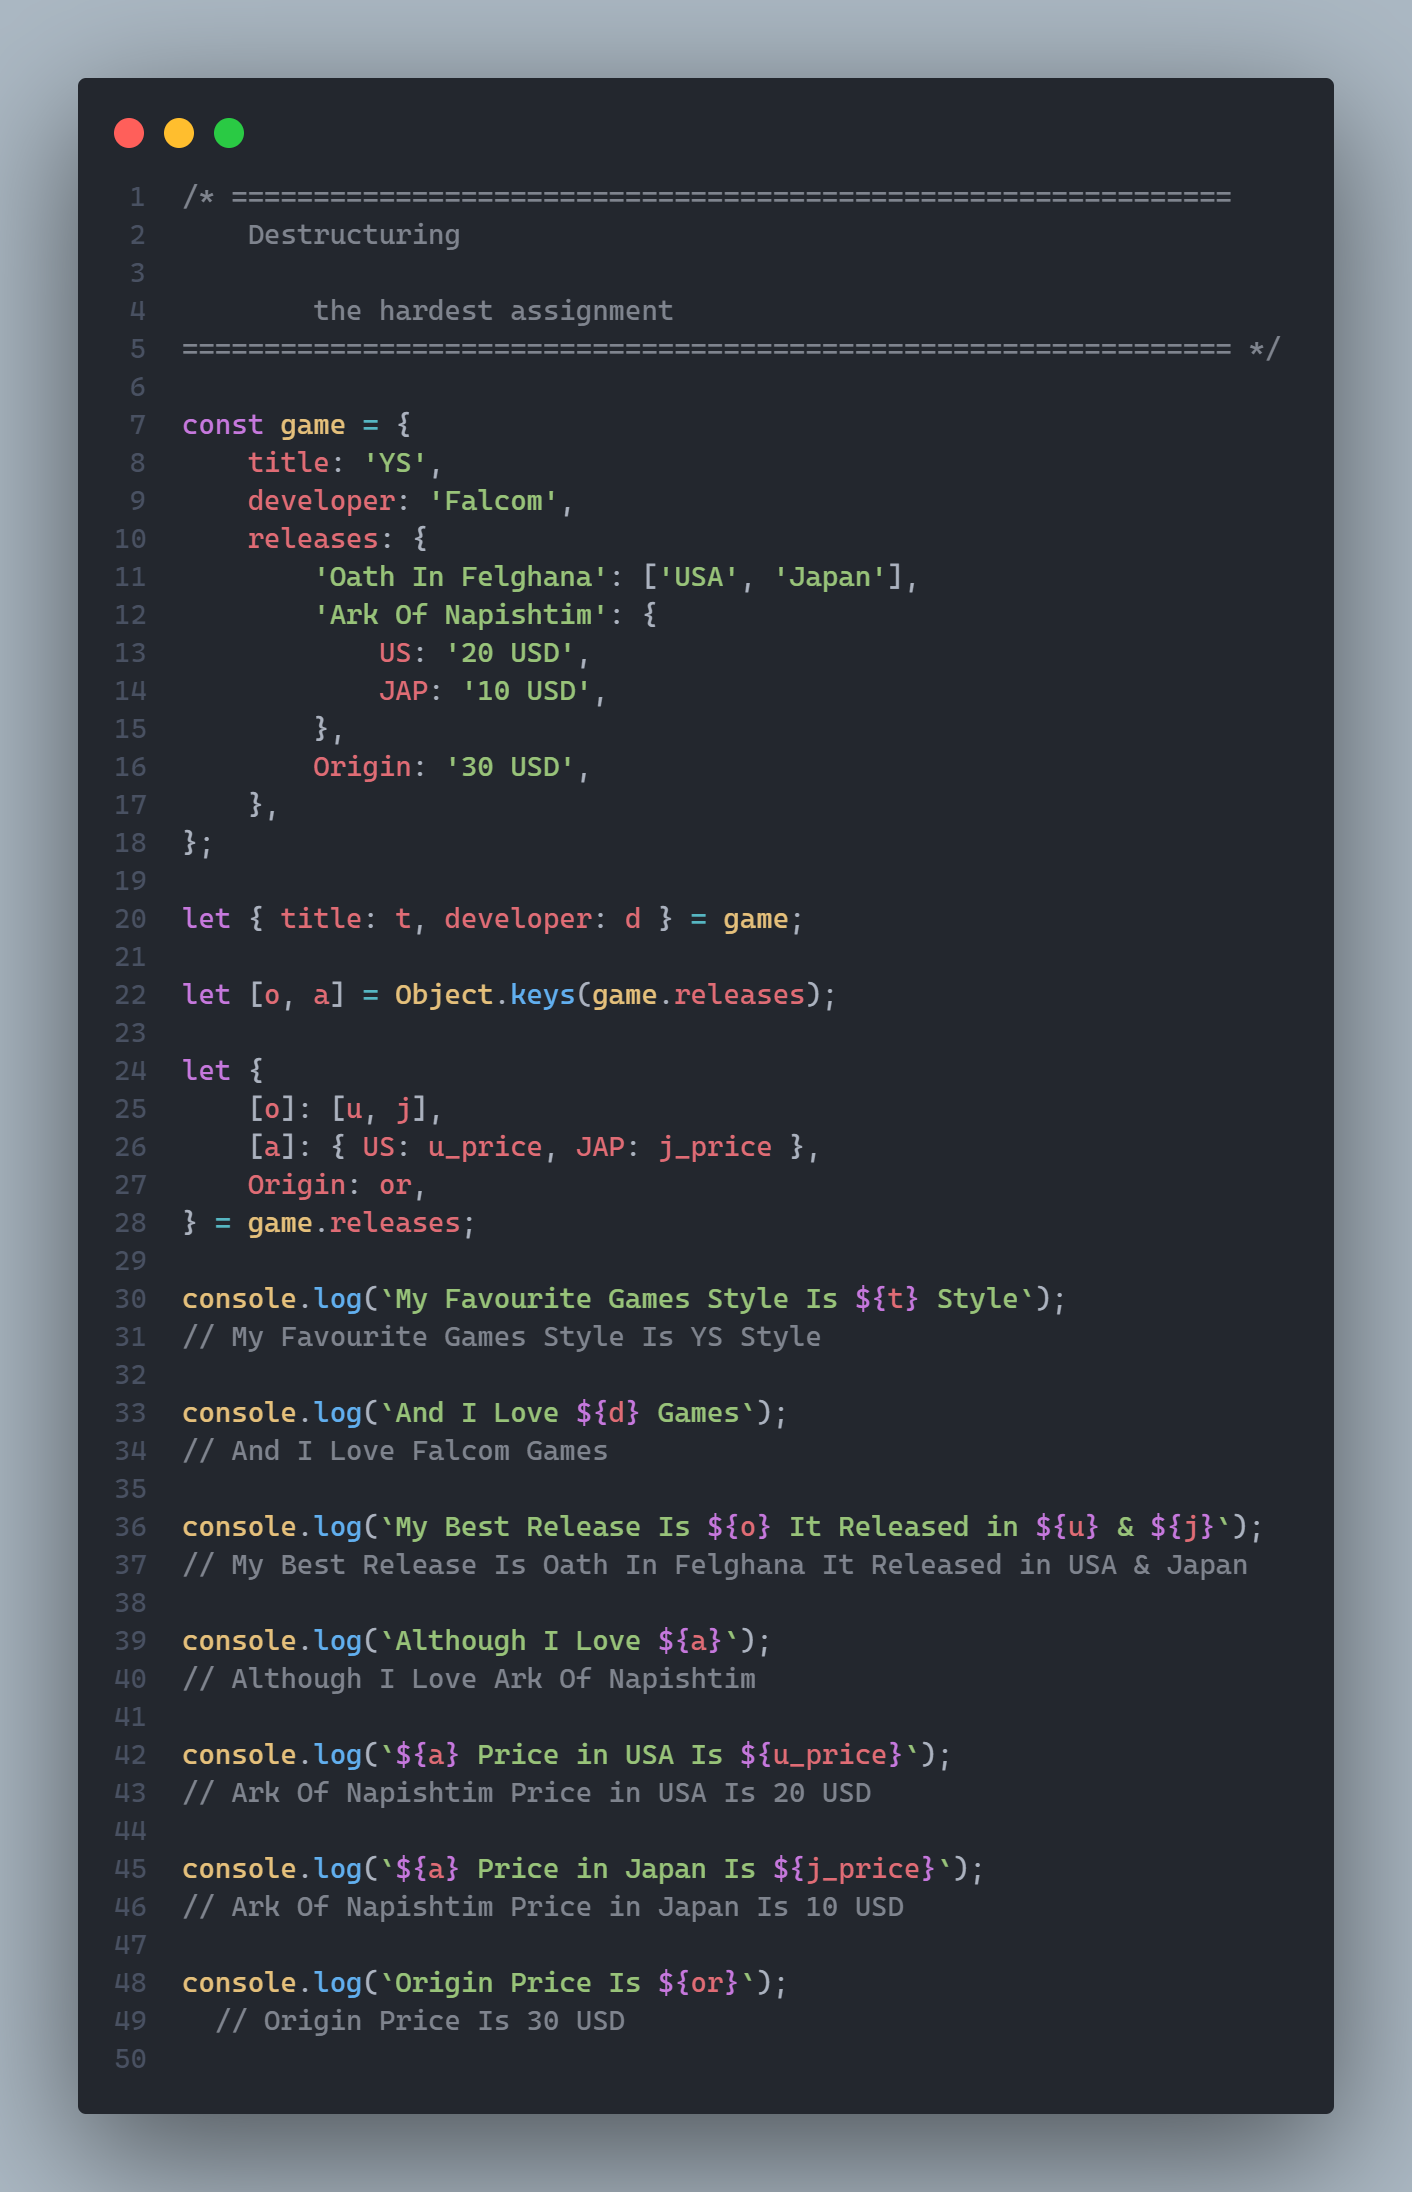 1 /* =============================================================
2     Destructuring
3
4         the hardest assignment
5 ================================================================ */
6
7 const game = {
8     title: 'YS',
9     developer: 'Falcom',
10     releases: {
11         'Oath In Felghana': ['USA', 'Japan'],
12         'Ark Of Napishtim': {
13             US: '20 USD',
14             JAP: '10 USD',
15         },
16         Origin: '30 USD',
17     },
18 };
19
20 let { title: t, developer: d } = game;
21
22 let [o, a] = Object.keys(game.releases);
23
24 let {
25     [o]: [u, j],
26     [a]: { US: u_price, JAP: j_price },
27     Origin: or,
28 } = game.releases;
29
30 console.log(`My Favourite Games Style Is ${t} Style`);
31 // My Favourite Games Style Is YS Style
32
33 console.log(`And I Love ${d} Games`);
34 // And I Love Falcom Games
35
36 console.log(`My Best Release Is ${o} It Released in ${u} & ${j}`);
37 // My Best Release Is Oath In Felghana It Released in USA & Japan
38
39 console.log(`Although I Love ${a}`);
40 // Although I Love Ark Of Napishtim
41
42 console.log(`${a} Price in USA Is ${u_price}`);
43 // Ark Of Napishtim Price in USA Is 20 USD
44
45 console.log(`${a} Price in Japan Is ${j_price}`);
46 // Ark Of Napishtim Price in Japan Is 10 USD
47
48 console.log(`Origin Price Is ${or}`);
49   // Origin Price Is 30 USD
50